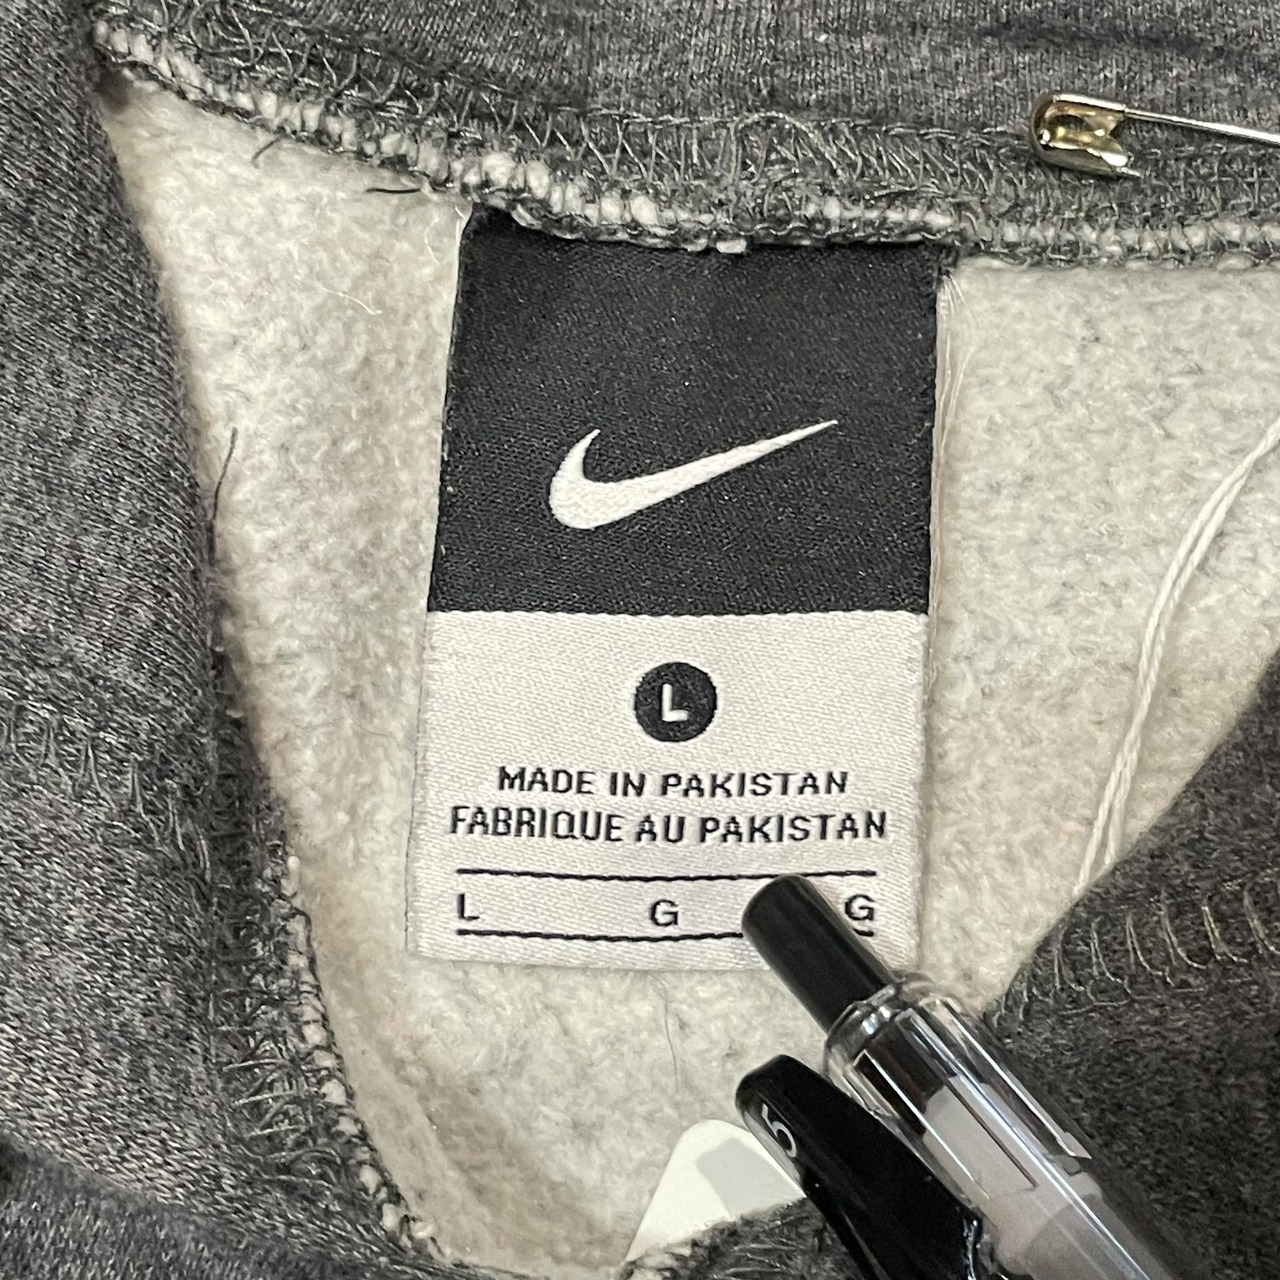 L
MADE IN PAKISTAN
FABRIQUE AU PAKISTAN
L G G